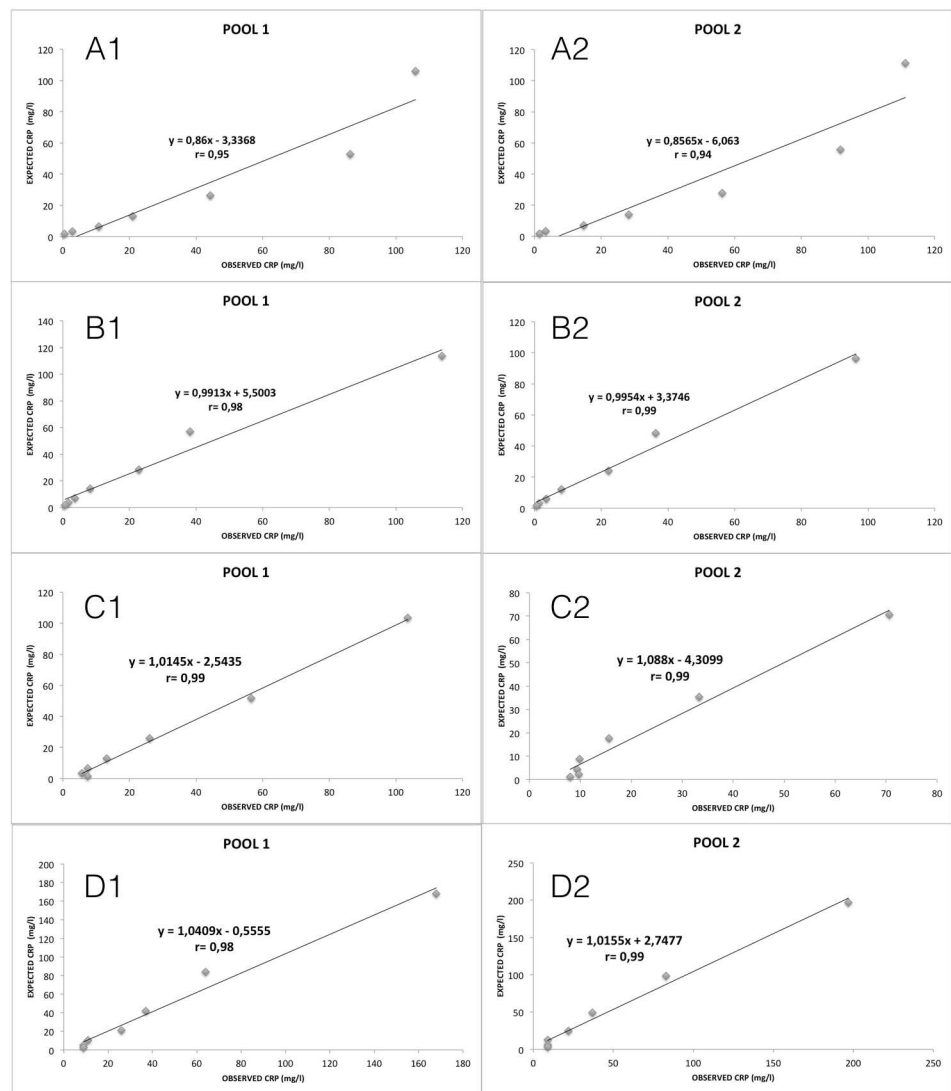 POOL 1
A1
EXPECTED CRP (mg/l)
120
100
80
60
40
20
0
y = 0,86x - 3,3368
r= 0,95
0 20 40 60 80 100 120
OBSERVED CRP (mg/l)
POOL 2
A2
EXPECTED CRP (mg/l)
120
100
80
60
40
20
0
y = 0,8565x - 6,063
r = 0,94
0 20 40 60 80 100 120
OBSERVED CRP (mg/l)
POOL 1
B1
EXPECTED CRP (mg/l)
140
120
100
80
60
40
20
0
y = 0,9913x + 5,5003
r= 0,98
0 20 40 60 80 100 120
OBSERVED CRP (mg/l)
POOL 2
B2
EXPECTED CRP (mg/l)
120
100
80
60
40
20
0
y = 0,9954x + 3,3746
r= 0,99
0 20 40 60 80 100 120
OBSERVED CRP (mg/l)
POOL 1
C1
EXPECTED CRP (mg/l)
120
100
80
60
40
20
0
y = 1,0145x - 2,5435
r= 0,99
0 20 40 60 80 100 120
OBSERVED CRP (mg/l)
POOL 2
C2
EXPECTED CRP (mg/l)
80
70
60
50
40
30
20
10
0
y = 1,088x - 4,3099
r= 0,99
0 10 20 30 40 50 60 70 80
OBSERVED CRP (mg/l)
POOL 1
D1
EXPECTED CRP (mg/l)
200
180
160
140
120
100
80
60
40
20
0
y = 1,0409x - 0,5555
r= 0,98
0 20 40 60 80 100 120 140 160 180
OBSERVED CRP (mg/l)
POOL 2
D2
EXPECTED CRP (mg/l)
250
200
150
100
50
0
y = 1,0155x + 2,7477
r= 0,99
0 50 100 150 200 250
OBSERVED CRP (mg/l)